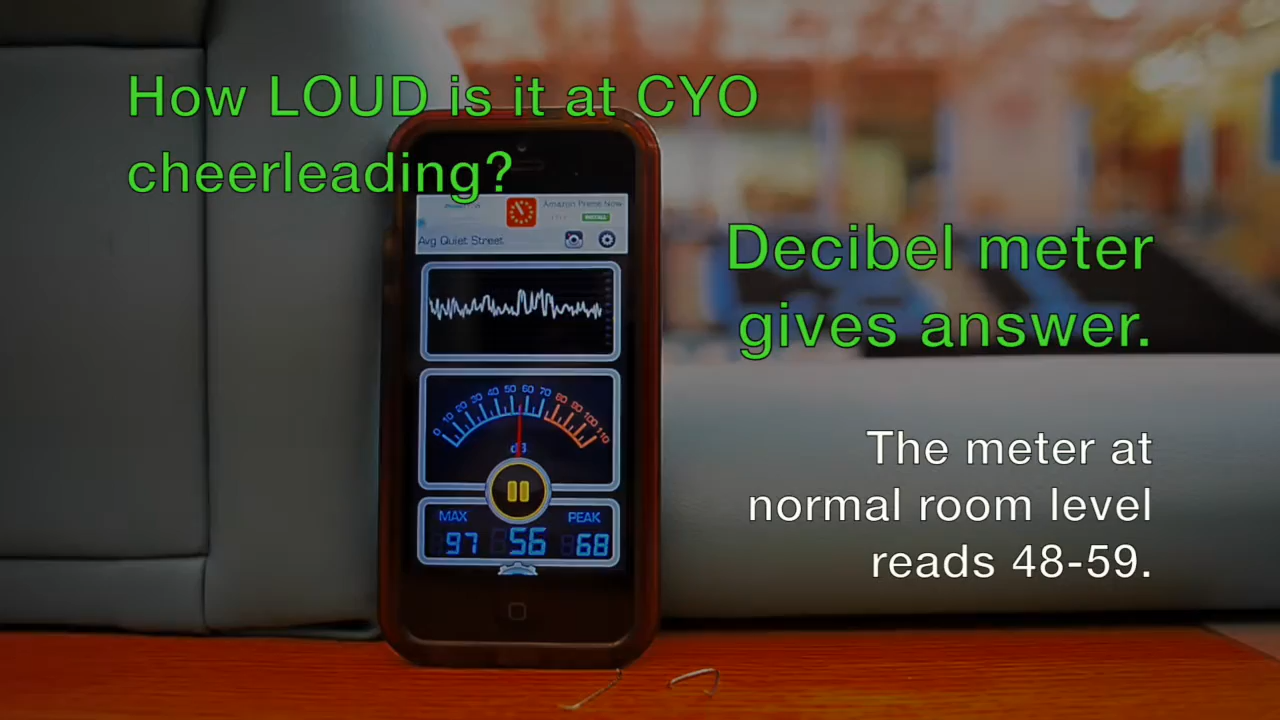 How LOUD is it at CYO
cheerleading?
Decibel meter
gives answer.
The meter at
normal room level
reads 48-59.
Amazon Prime Now
INSTALL
Avg Quiet Street
0 10 20 30 40 50 60 70 80 90 100 110
dB
MAX PEAK
97 56 68